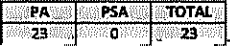 PA PSA TOTAL
23 0 23